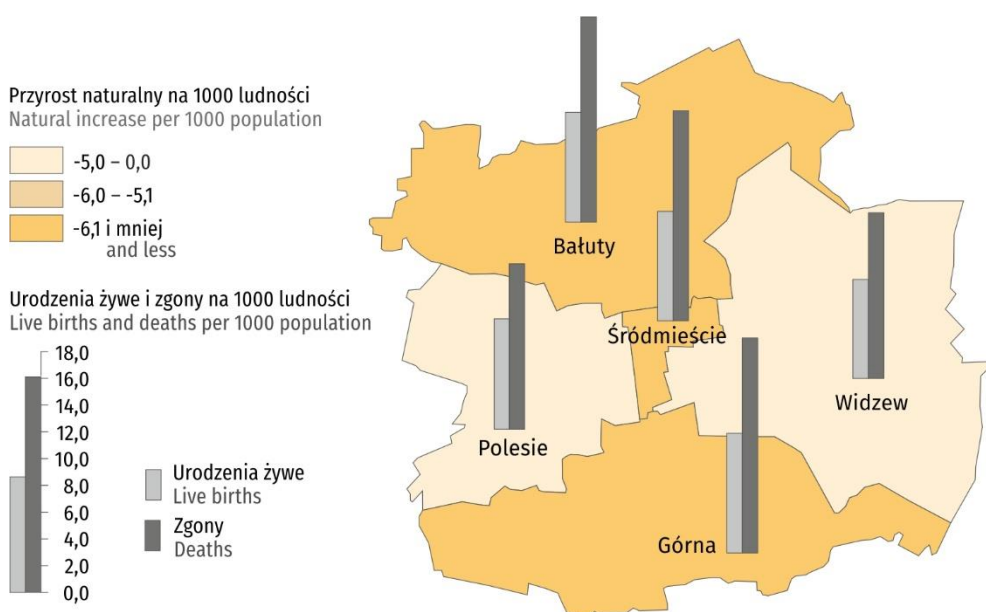 Przyrost naturalny na 1000 ludności
Natural increase per 1000 population
-5,0 – 0,0
-6,0 – -5,1
-6,1 i mniej
and less
Urodzenia żywe i zgony na 1000 ludności
Live births and deaths per 1000 population
18,0
16,0
14,0
12,0
10,0
8,0
6,0
4,0
2,0
0,0
Urodzenia żywe
Live births
Zgony
Deaths
Bałuty
Śródmieście
Widzew
Polesie
Górna